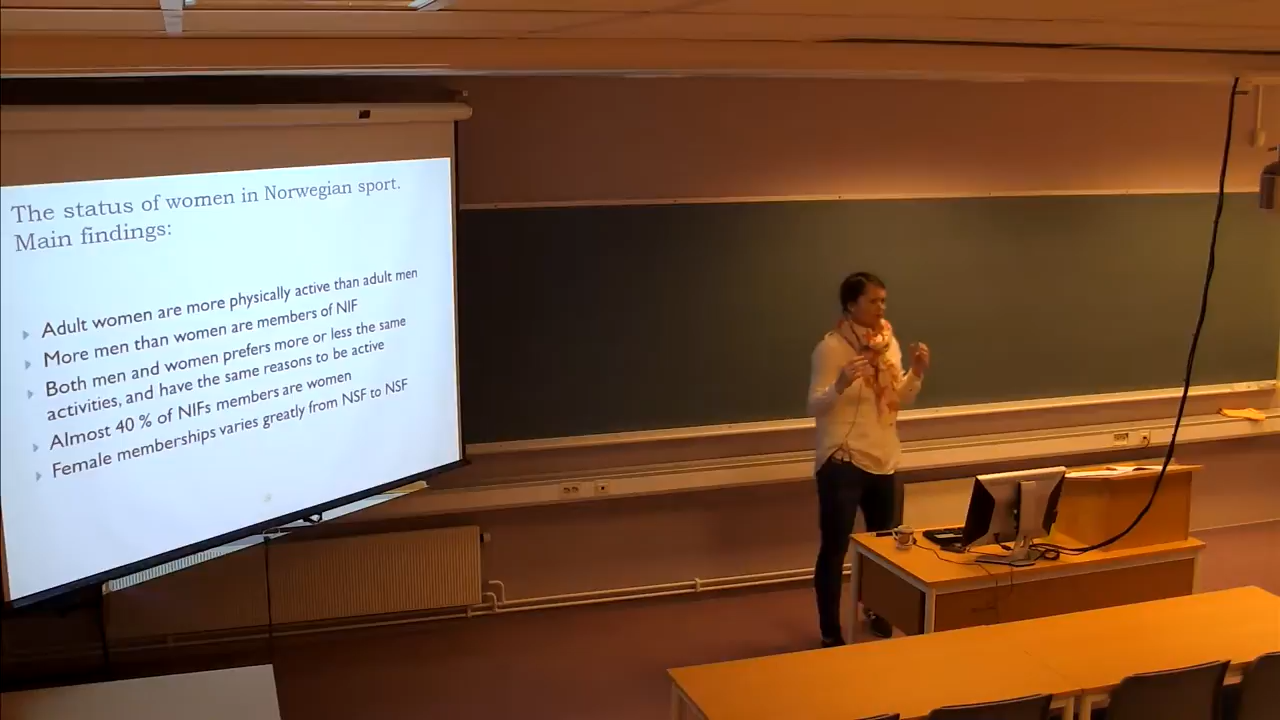 The status of women in Norwegian sport.
Main findings:
Adult women are more physically active than adult men
More men than women are members of NIF
Both men and women prefers more or less the same
activities, and have the same reasons to be active
Almost 40 % of NIFs members are women
Female memberships varies greatly from NSF to NSF